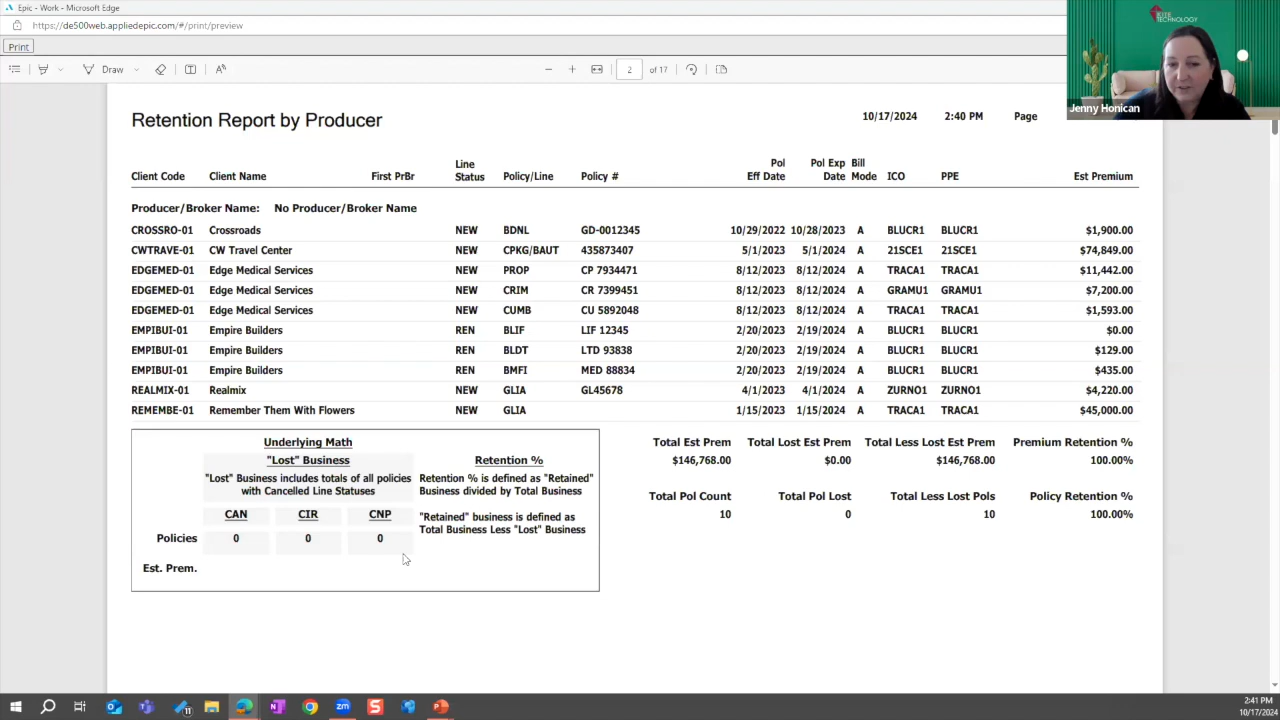 Epic - Work - Microsoft Edge
https://de500web.appliedepic.com/#/print/preview
Print
Draw
2 of 17
TECHNOLOGY
Jenny Honican
Retention Report by Producer 10/17/2024 2:40 PM Page
Client Code Client Name First PrBr Line Status Policy/Line Policy # Pol Eff Date Pol Exp Date Bill Mode ICO PPE Est Premium
Producer/Broker Name: No Producer/Broker Name
CROSSRO-01 Crossroads NEW BDNL GD-0012345 10/29/2022 10/28/2023 A BLUCR1 BLUCR1 $1,900.00
CWTRAVE-01 CW Travel Center NEW CPKG/BAUT 435873407 5/1/2023 5/1/2024 A 21SCE1 21SCE1 $74,849.00
EDGEMED-01 Edge Medical Services NEW PROP CP 7934471 8/12/2023 8/12/2024 A TRACA1 TRACA1 $11,442.00
EDGEMED-01 Edge Medical Services NEW CRIM CR 7399451 8/12/2023 8/12/2024 A GRAMU1 GRAMU1 $7,200.00
EDGEMED-01 Edge Medical Services NEW CUMB CU 5892048 8/12/2023 8/12/2024 A TRACA1 TRACA1 $1,593.00
EMPIBUI-01 Empire Builders REN BLIF LIF 12345 2/20/2023 2/19/2024 A BLUCR1 BLUCR1 $0.00
EMPIBUI-01 Empire Builders REN BLDT LTD 93838 2/20/2023 2/19/2024 A BLUCR1 BLUCR1 $129.00
EMPIBUI-01 Empire Builders REN BMFI MED 88834 2/20/2023 2/19/2024 A BLUCR1 BLUCR1 $435.00
REALMIX-01 Realmix NEW GLIA GL45678 4/1/2023 4/1/2024 A ZURNO1 ZURNO1 $4,220.00
REMEMBE-01 Remember Them With Flowers NEW GLIA 1/15/2023 1/15/2024 A TRACA1 TRACA1 $45,000.00
Underlying Math
"Lost" Business
"Lost" Business includes totals of all policies
with Cancelled Line Statuses
CAN CIR CNP
Policies 0 0 0
Est. Prem.
Retention %
Retention % is defined as "Retained"
Business divided by Total Business
"Retained" business is defined as
Total Business Less "Lost" Business
Total Est Prem Total Lost Est Prem Total Less Lost Est Prem Premium Retention %
$146,768.00 $0.00 $146,768.00 100.00%
Total Pol Count Total Pol Lost Total Less Lost Pols Policy Retention %
10 0 10 100.00%
2:41 PM
10/17/2024